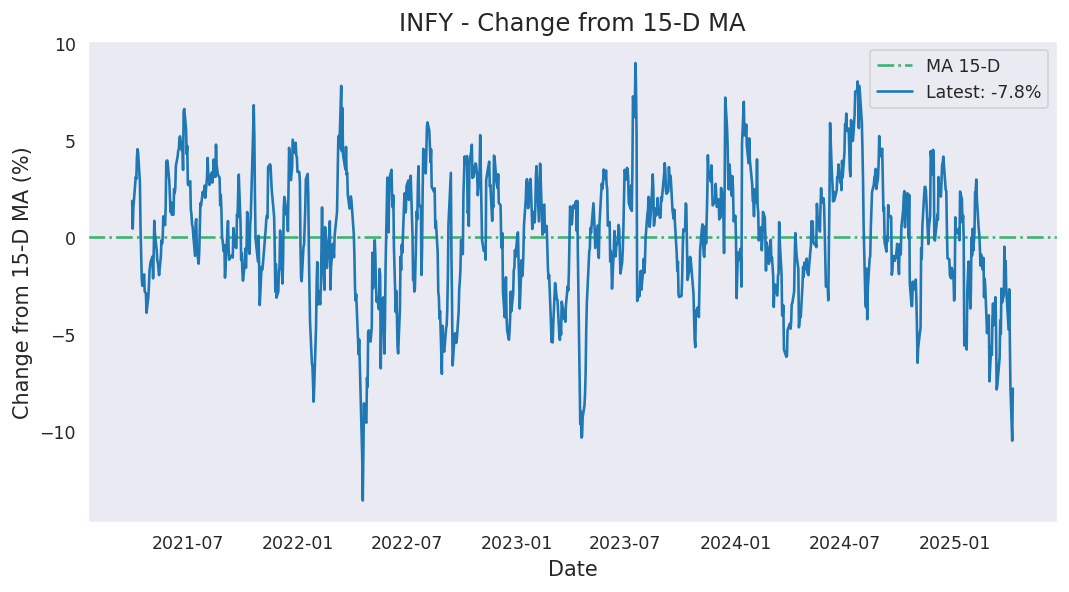 INFY - Change from 15-D MA
MA 15-D
Latest: -7.8%
Change from 15-D MA (%)
10
5
0
−5
−10
2021-07
2022-01
2022-07
2023-01
2023-07
2024-01
2024-07
2025-01
Date